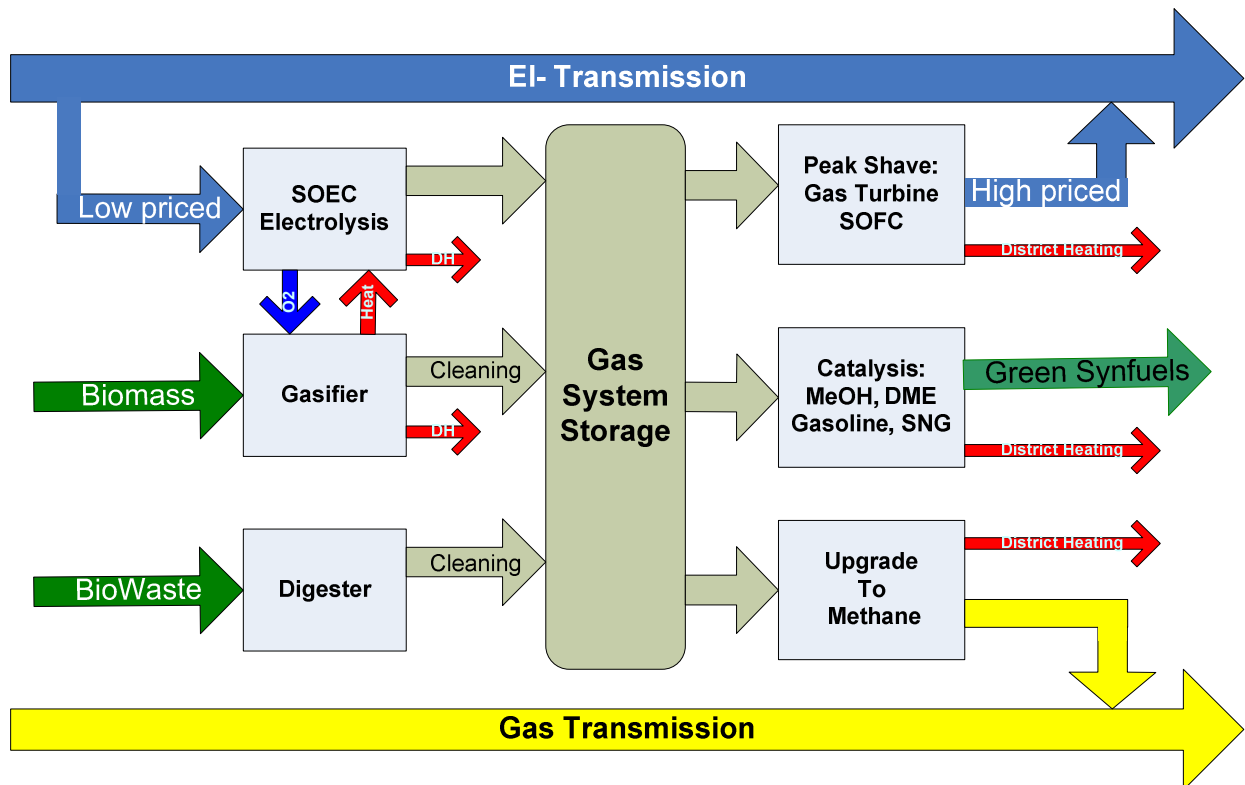 El- Transmission
Low priced
SOEC
Electrolysis
DH
O2
Heat
Biomass
Gasifier
Cleaning
DH
BioWaste
Digester
Cleaning
Gas
System
Storage
Peak Shave:
Gas Turbine
SOFC
High priced
District Heating
Catalysis:
MeOH, DME
Gasoline, SNG
Green Synfuels
District Heating
Upgrade
To
Methane
District Heating
Gas Transmission